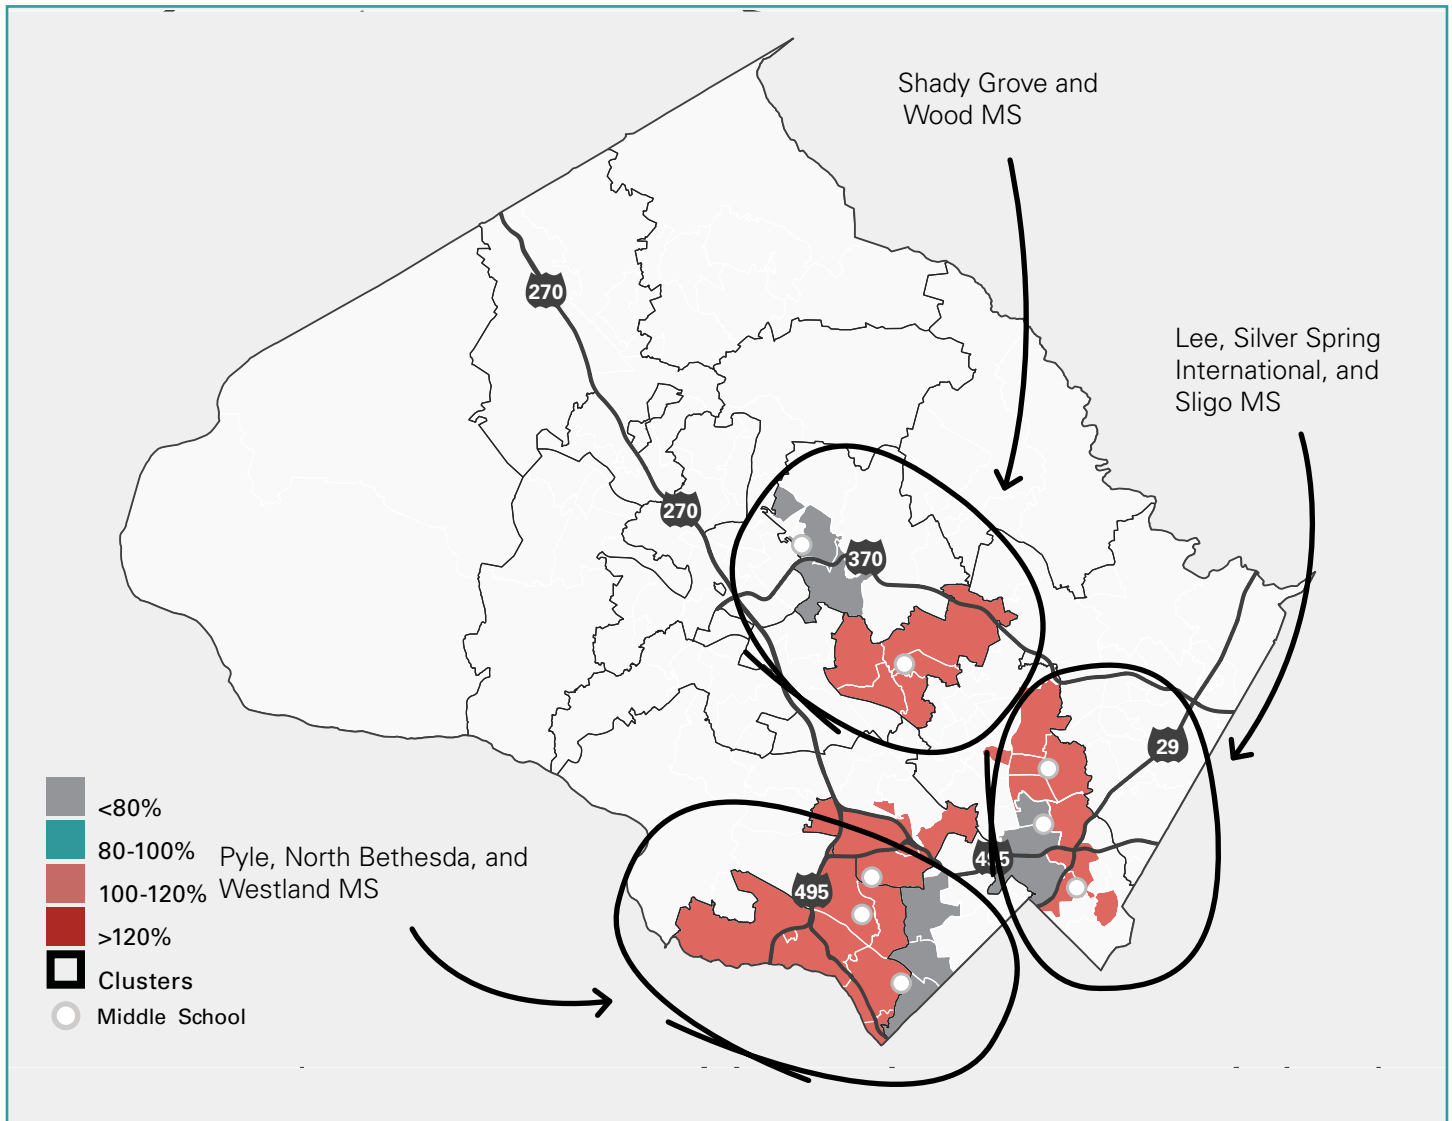 Shady Grove and
Wood MS
270
Lee, Silver Spring
International, and
Sligo MS
270
370
29
<80%
80-100%
100-120%
>120%
Clusters
Middle School
Pyle, North Bethesda, and
Westland MS
495
495